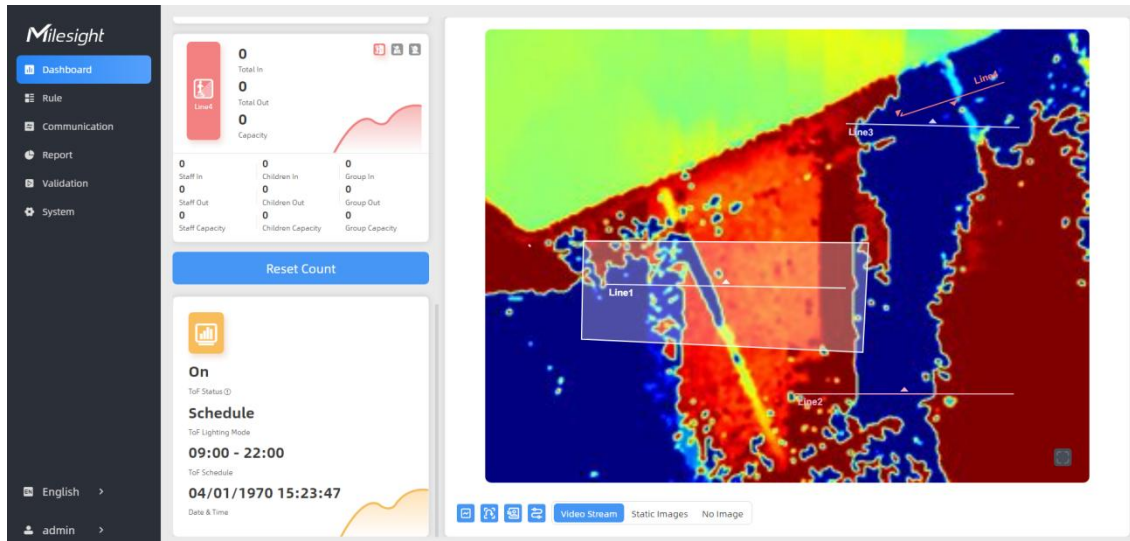 Milesight
Dashboard
Rule
Communication
Report
Validation
System
English
admin
Line4
0
Total In
0
Total Out
0
Capacity
0 0 0
Staff In Children In Group In
0 0 0
Staff Out Children Out Group Out
0 0 0
Staff Capacity Children Capacity Group Capacity
Reset Count
On
ToF Status
Schedule
ToF Lighting Mode
09:00 - 22:00
ToF Schedule
04/01/1970 15:23:47
Date & Time
Line4
Line3
Line1
Line2
Video Stream Static Images No Image